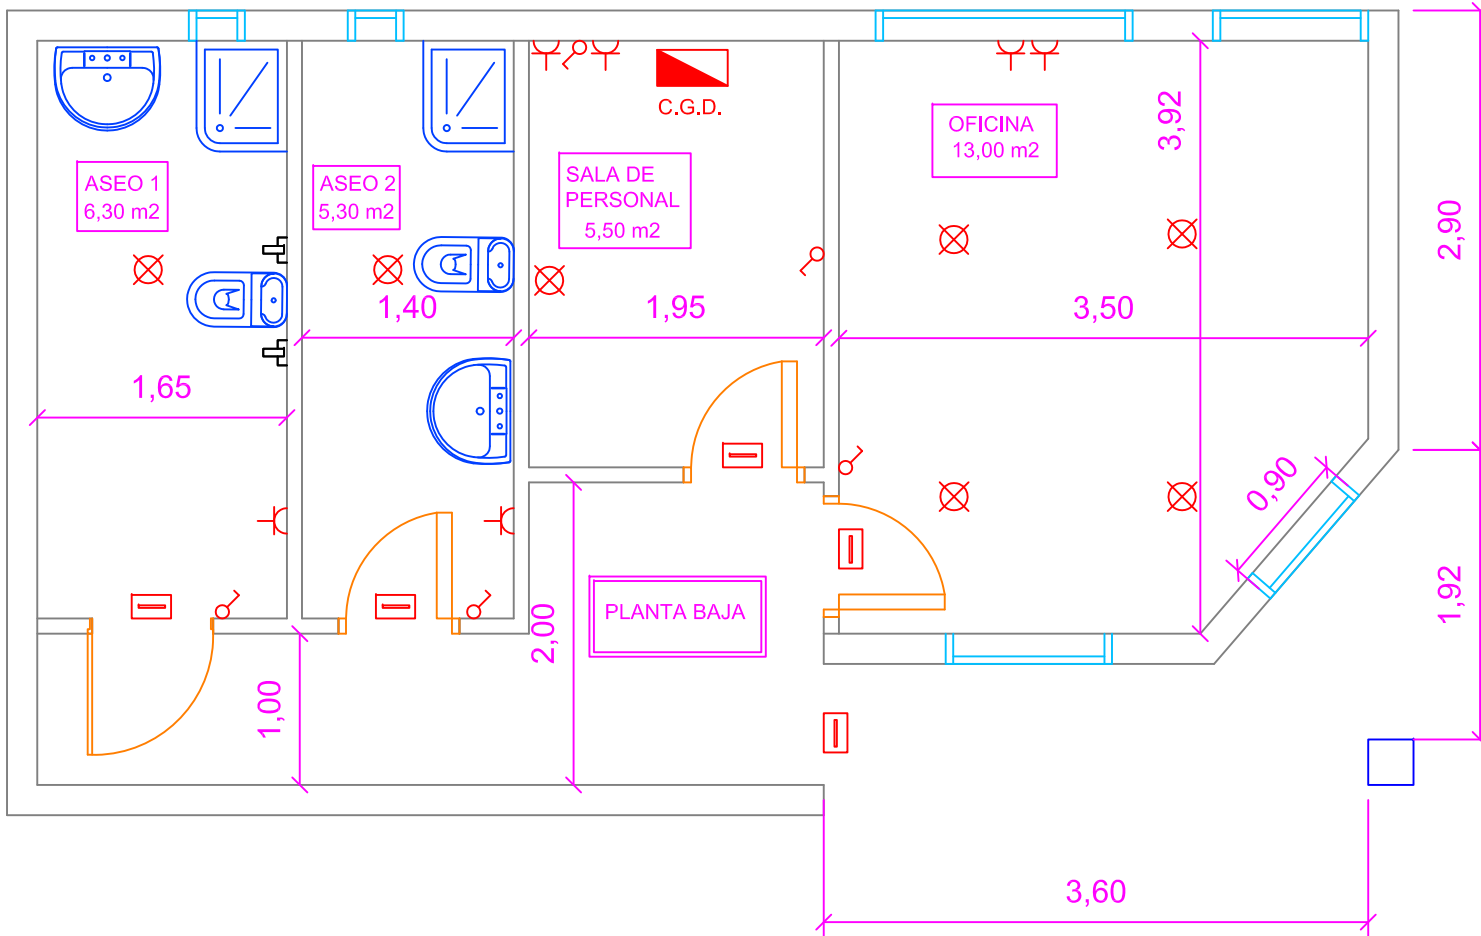 C.G.D.
OFICINA
13,00 m2
3,92
ASEO 1
6,30 m2
ASEO 2
5,30 m2
SALA DE
PERSONAL
5,50 m2
2,90
1,40
1,95
3,50
1,65
0,90
PLANTA BAJA
2,00
1,92
1,00
3,60